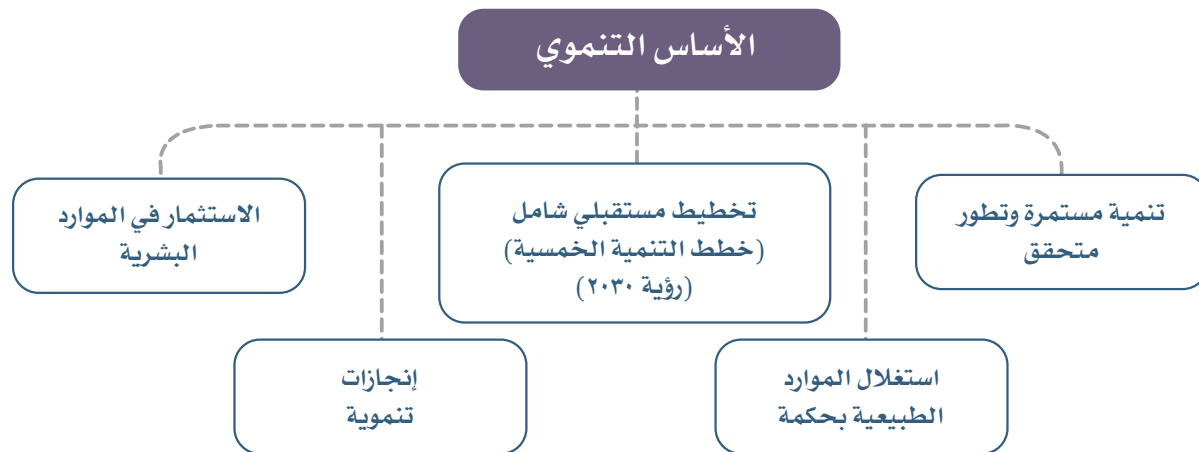 الأساس التنموي
تنمية مستمرة وتطور
متحقق
استغلال الموارد
الطبيعية بحكمة
تخطيط مستقبلي شامل
(خطط التنمية الخمسية)
(رؤية ٢٠٣٠)
إنجازات
تنموية
الاستثمار في الموارد
البشرية